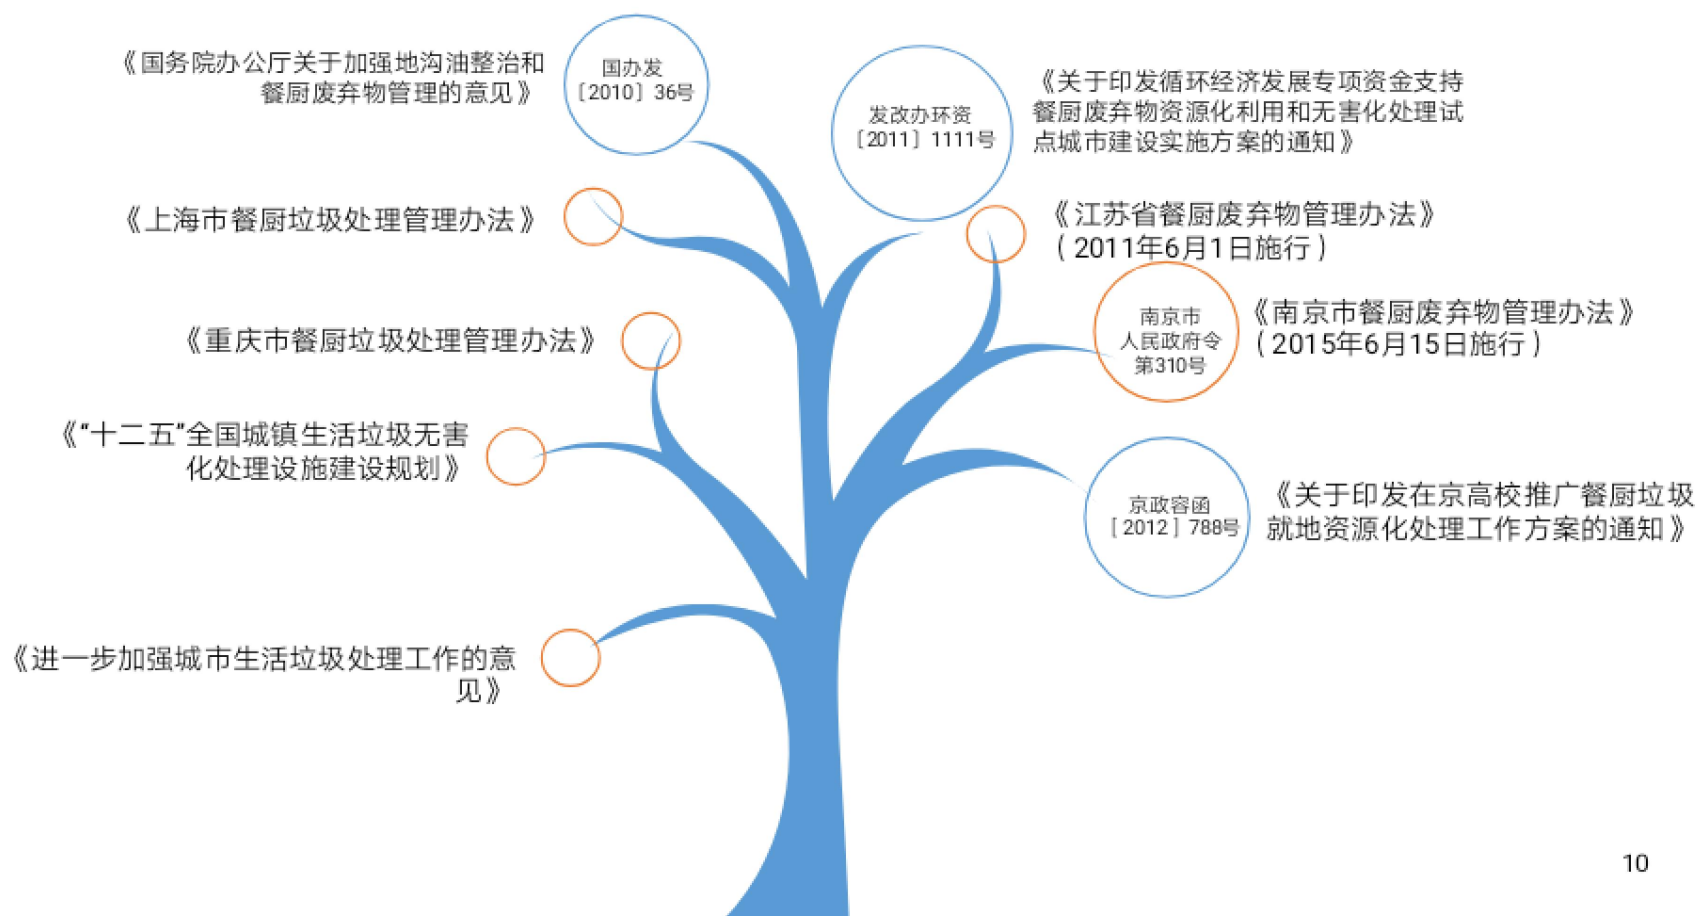 《国务院办公厅关于加强地沟油整治和
餐厨废弃物管理的意见》
国办发
〔2010〕36号
发改办环资
〔2011〕1111号
《关于印发循环经济发展专项资金支持
餐厨废弃物资源化利用和无害化处理试
点城市建设实施方案的通知》
《上海市餐厨垃圾处理管理办法》
《江苏省餐厨废弃物管理办法》
（2011年6月1日施行）
《重庆市餐厨垃圾处理管理办法》
南京市
人民政府令
第310号
《南京市餐厨废弃物管理办法》
（2015年6月15日施行）
《“十二五”全国城镇生活垃圾无害
化处理设施建设规划》
京政容函
［2012］788号
《关于印发在京高校推广餐厨垃圾
就地资源化处理工作方案的通知》
《进一步加强城市生活垃圾处理工作的意
见》
10